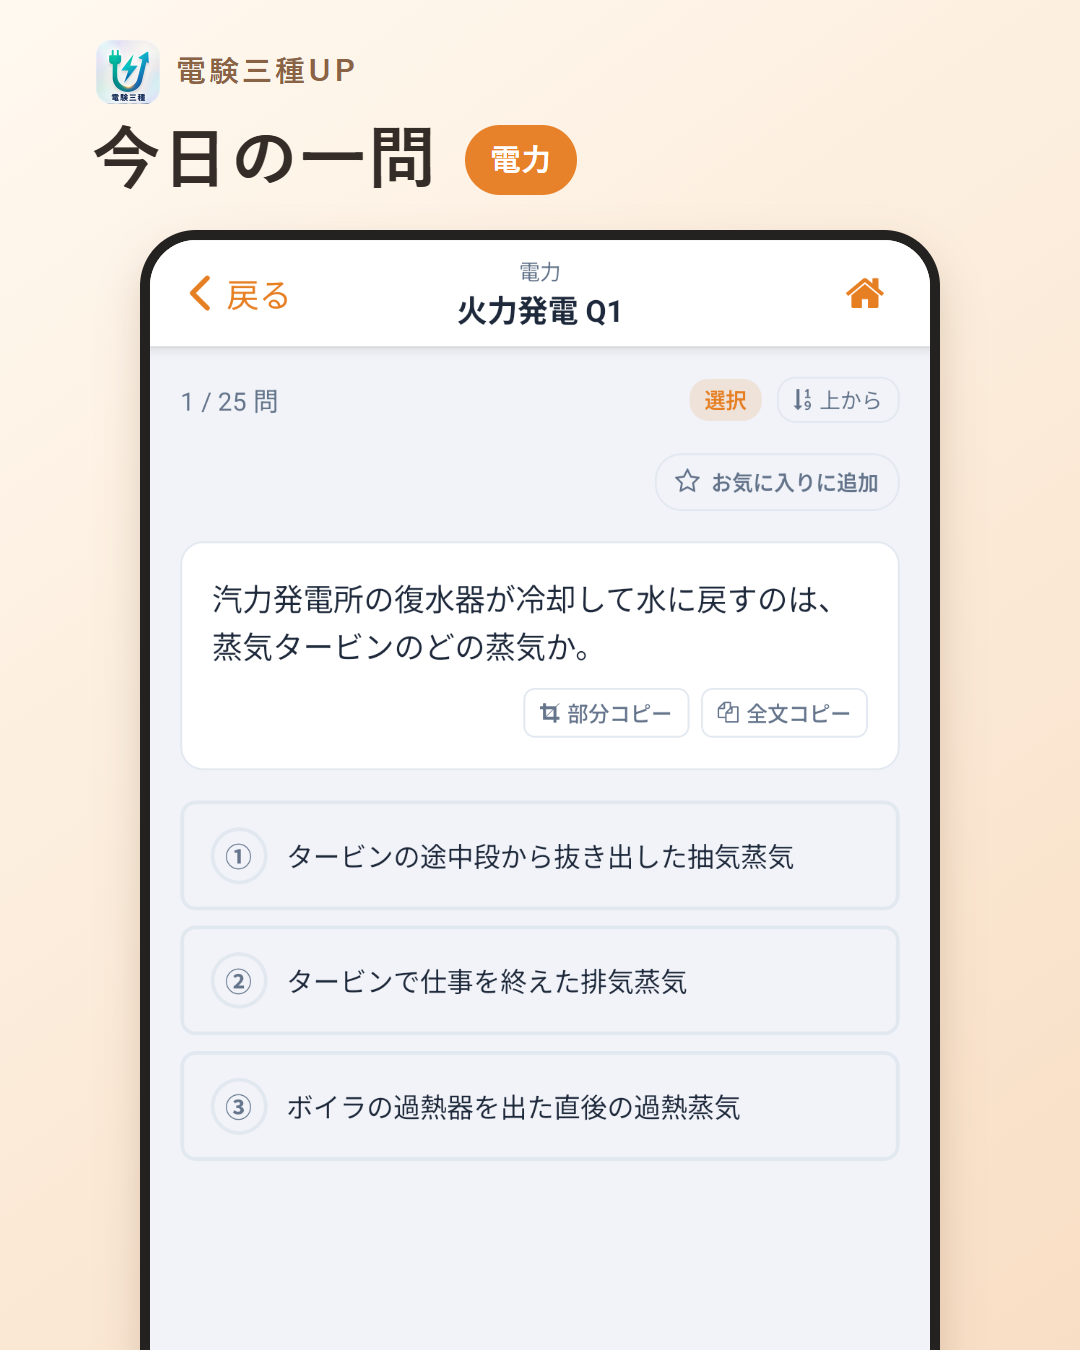 電験三種
電験三種UP
今日の一問
電力
戻る
電力
火力発電 Q1
1 / 25 問
選択
上から
お気に入りに追加
汽力発電所の復水器が冷却して水に戻すのは、
蒸気タービンのどの蒸気か。
部分コピー
全文コピー
① タービンの途中段から抜き出した抽気蒸気
② タービンで仕事を終えた排気蒸気
③ ボイラの過熱器を出た直後の過熱蒸気